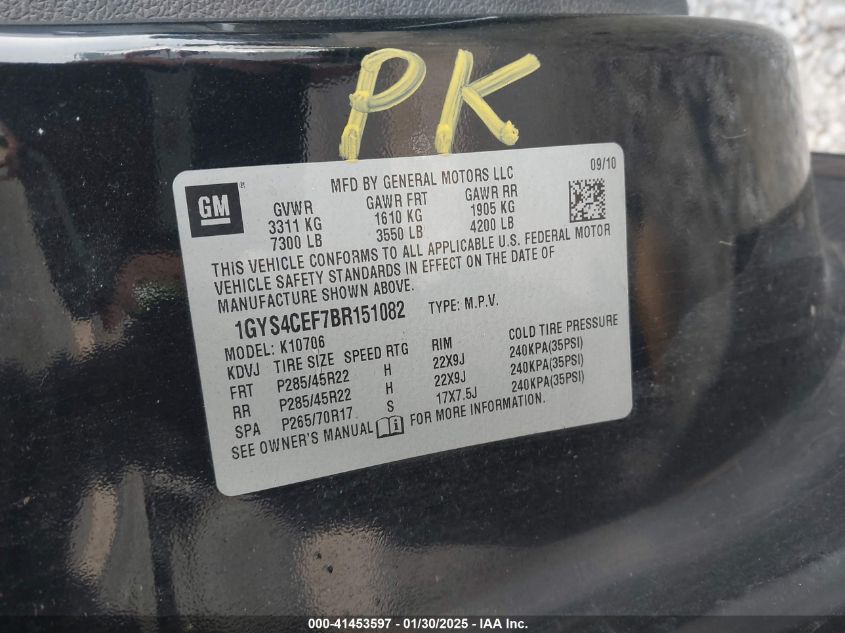 PK
GM
MFD BY GENERAL MOTORS LLC 09/10
GVWR GAWR FRT GAWR RR
3311 KG 1610 KG 1905 KG
7300 LB 3550 LB 4200 LB
THIS VEHICLE CONFORMS TO ALL APPLICABLE U.S. FEDERAL MOTOR
VEHICLE SAFETY STANDARDS IN EFFECT ON THE DATE OF
MANUFACTURE SHOWN ABOVE.
1GYS4CEF7BR151082 TYPE: M.P.V.
MODEL: K10706
KDVJ TIRE SIZE SPEED RTG RIM COLD TIRE PRESSURE
FRT P285/45R22 H 22X9J 240KPA(35PSI)
RR P285/45R22 H 22X9J 240KPA(35PSI)
SPA P265/70R17 S 17X7.5J 240KPA(35PSI)
SEE OWNER'S MANUAL FOR MORE INFORMATION.
000-41453597 - 01/30/2025 - IAA Inc.